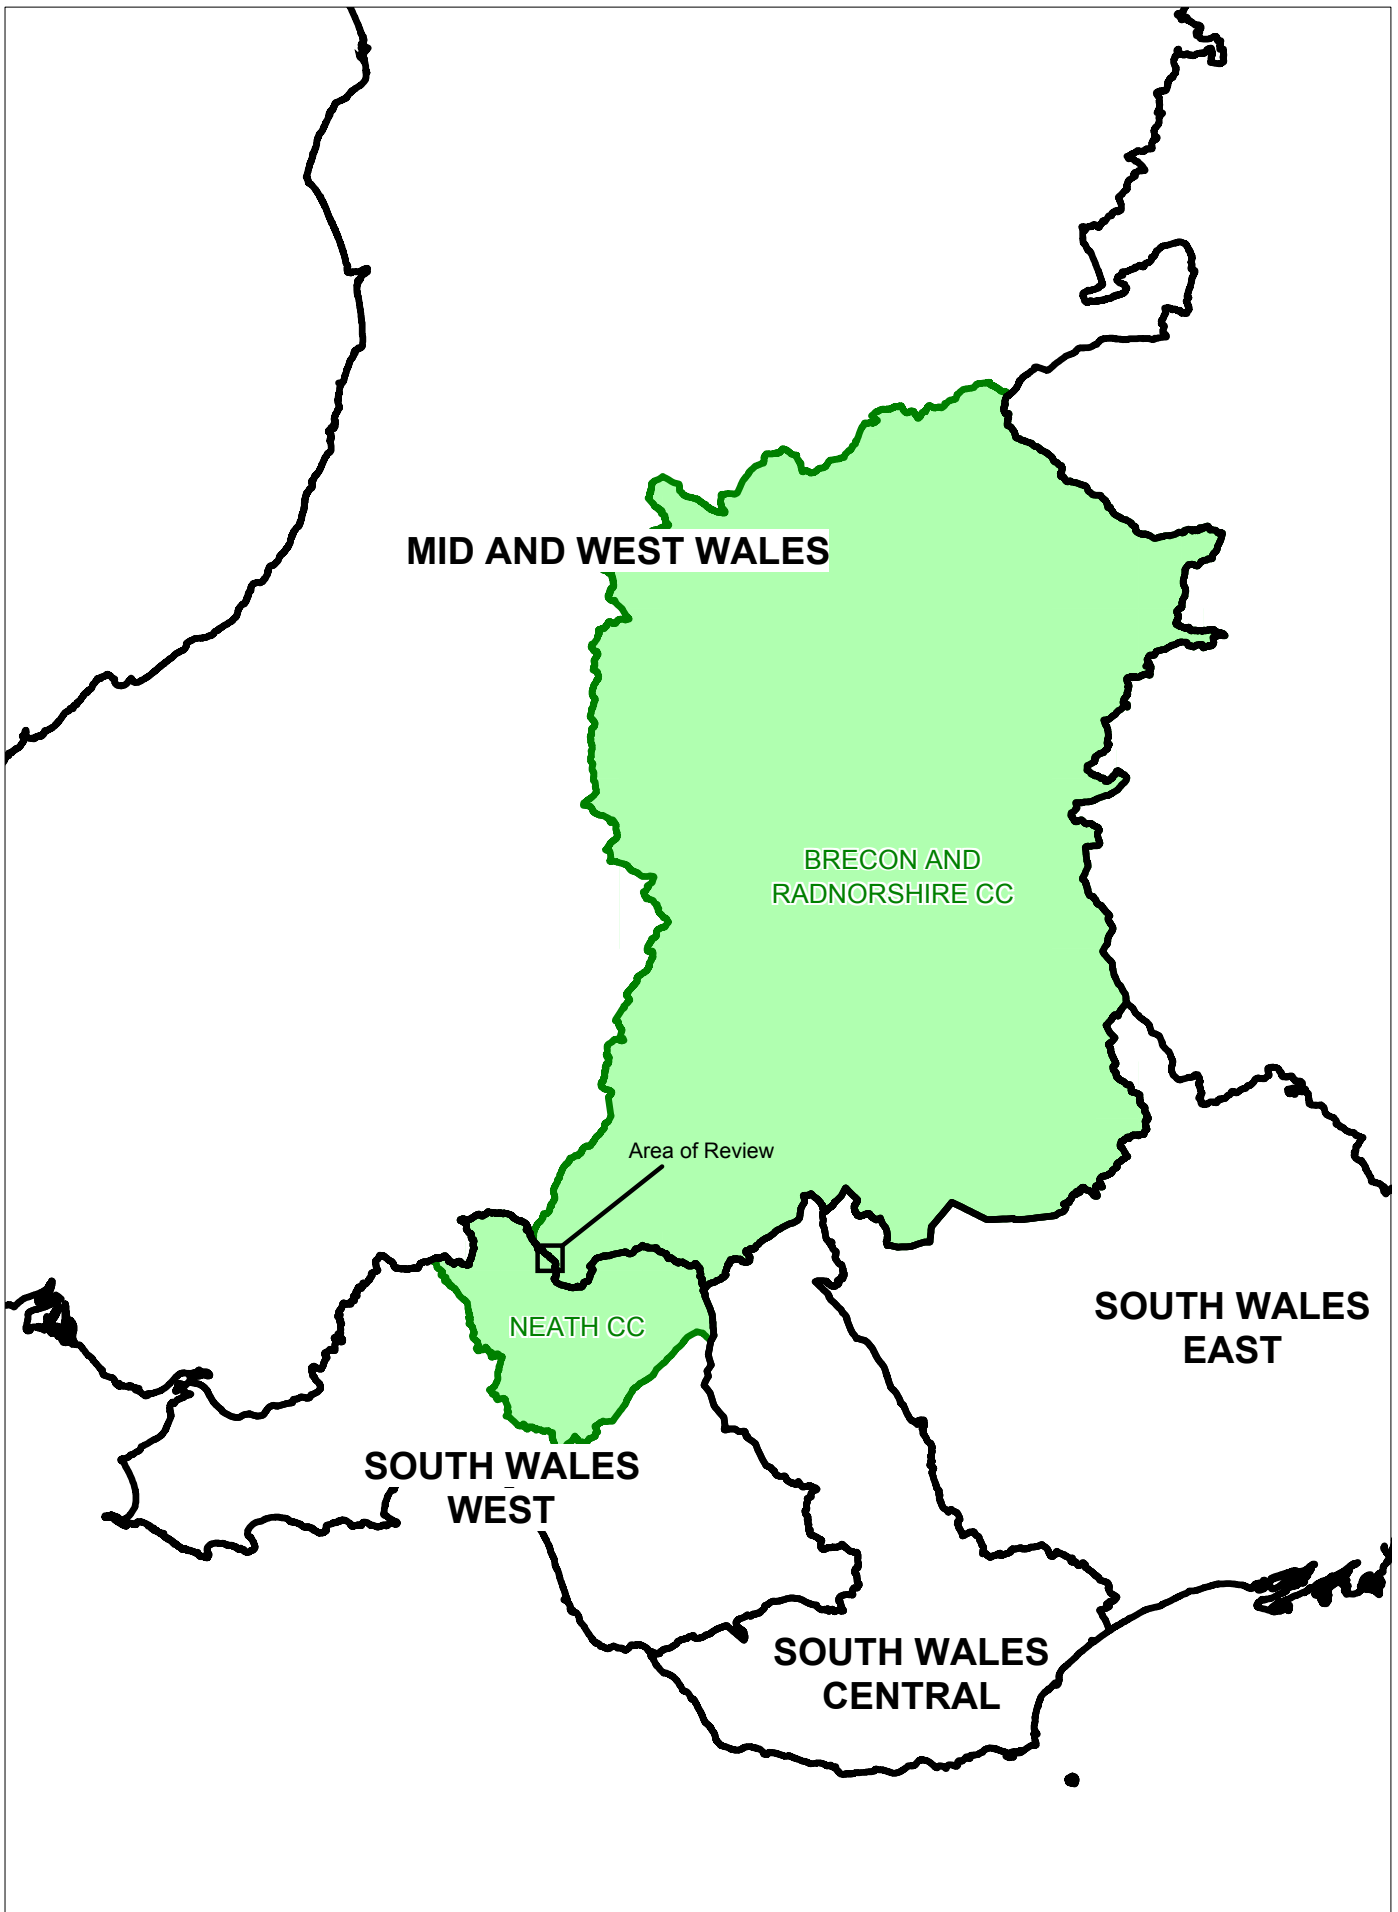 MID AND WEST WALES
BRECON AND
RADNORSHIRE CC
Area of Review
NEATH CC
SOUTH WALES
EAST
SOUTH WALES
WEST
SOUTH WALES
CENTRAL